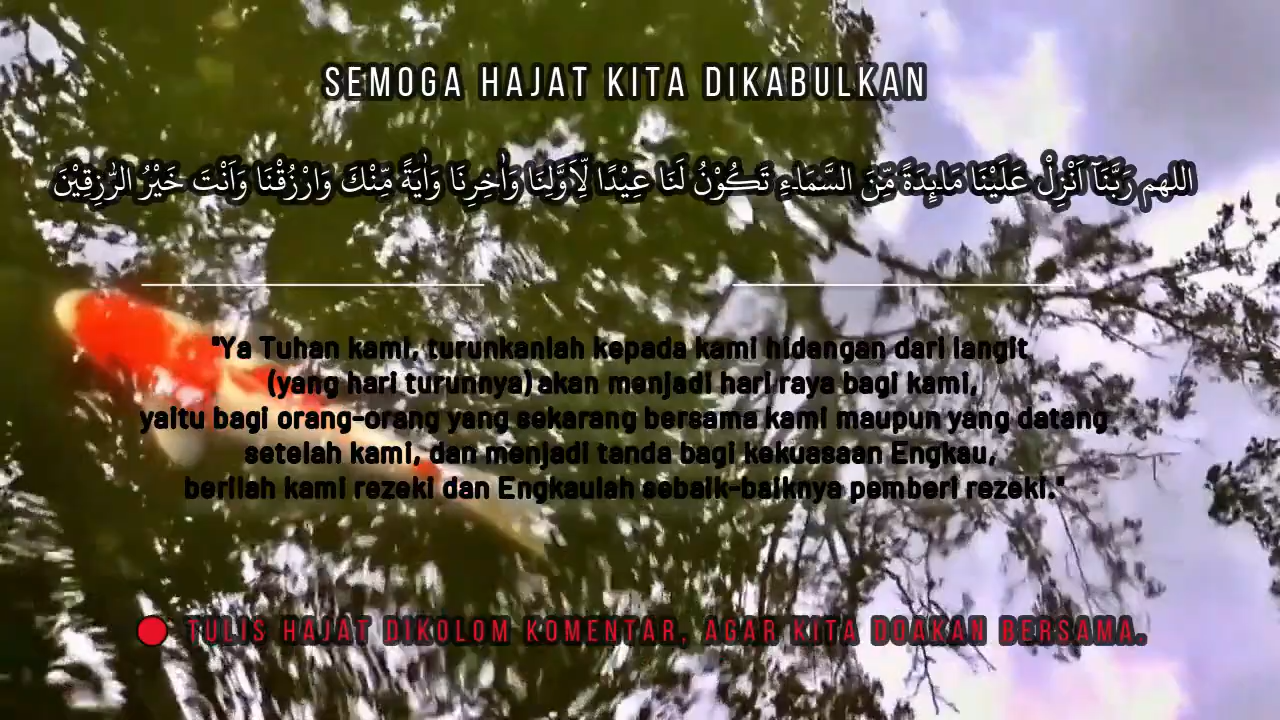 SEMOGA HAJAT KITA DIKABULKAN
اللهم رَبَّنَآ اَنْزِلْ عَلَيْنَا مَاۤىِٕدَةً مِّنَ السَّمَاۤءِ تَكُوْنُ لَنَا عِيْدًا لِّاَوَّلِنَا وَاٰخِرِنَا وَاٰيَةً مِّنْكَ وَارْزُقْنَا وَاَنْتَ خَيْرُ الرّٰزِقِيْنَ
"Ya Tuhan kami, turunkanlah kepada kami hidangan dari langit
(yang hari turunnya) akan menjadi hari raya bagi kami,
yaitu bagi orang-orang yang sekarang bersama kami maupun yang datang
setelah kami, dan menjadi tanda bagi kekuasaan Engkau,
berilah kami rezeki dan Engkaulah sebaik-baiknya pemberi rezeki."
TULIS HAJAT DIKOLOM KOMENTAR, AGAR KITA DOAKAN BERSAMA.